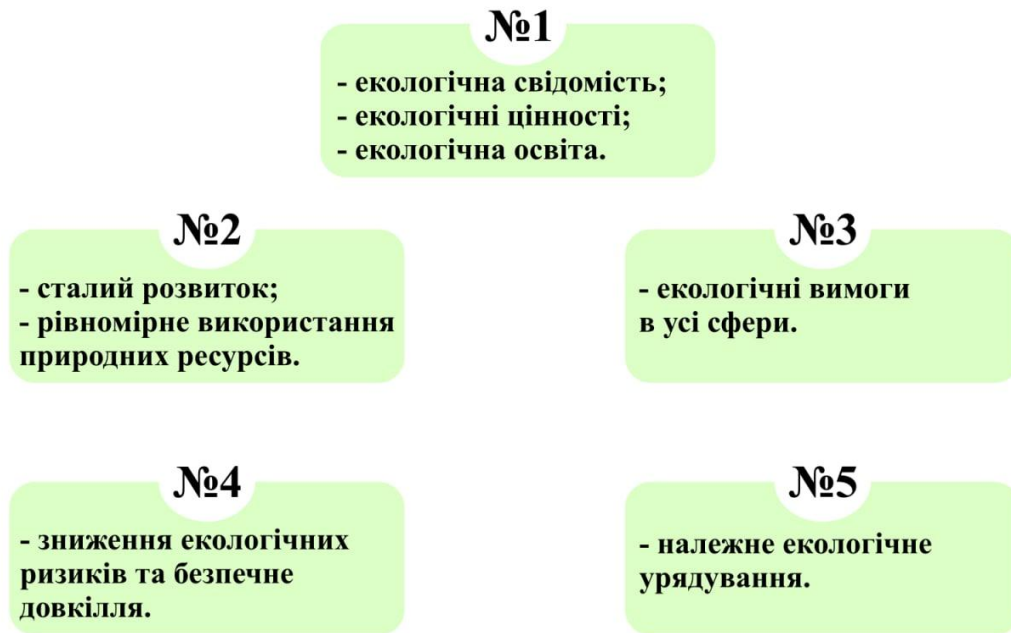 №1
- екологічна свідомість;
- екологічні цінності;
- екологічна освіта.
№2
- сталий розвиток;
- рівномірне використання
природних ресурсів.
№3
- екологічні вимоги
в усі сфери.
№4
- зниження екологічних
ризиків та безпечне
довкілля.
№5
- належне екологічне
урядування.